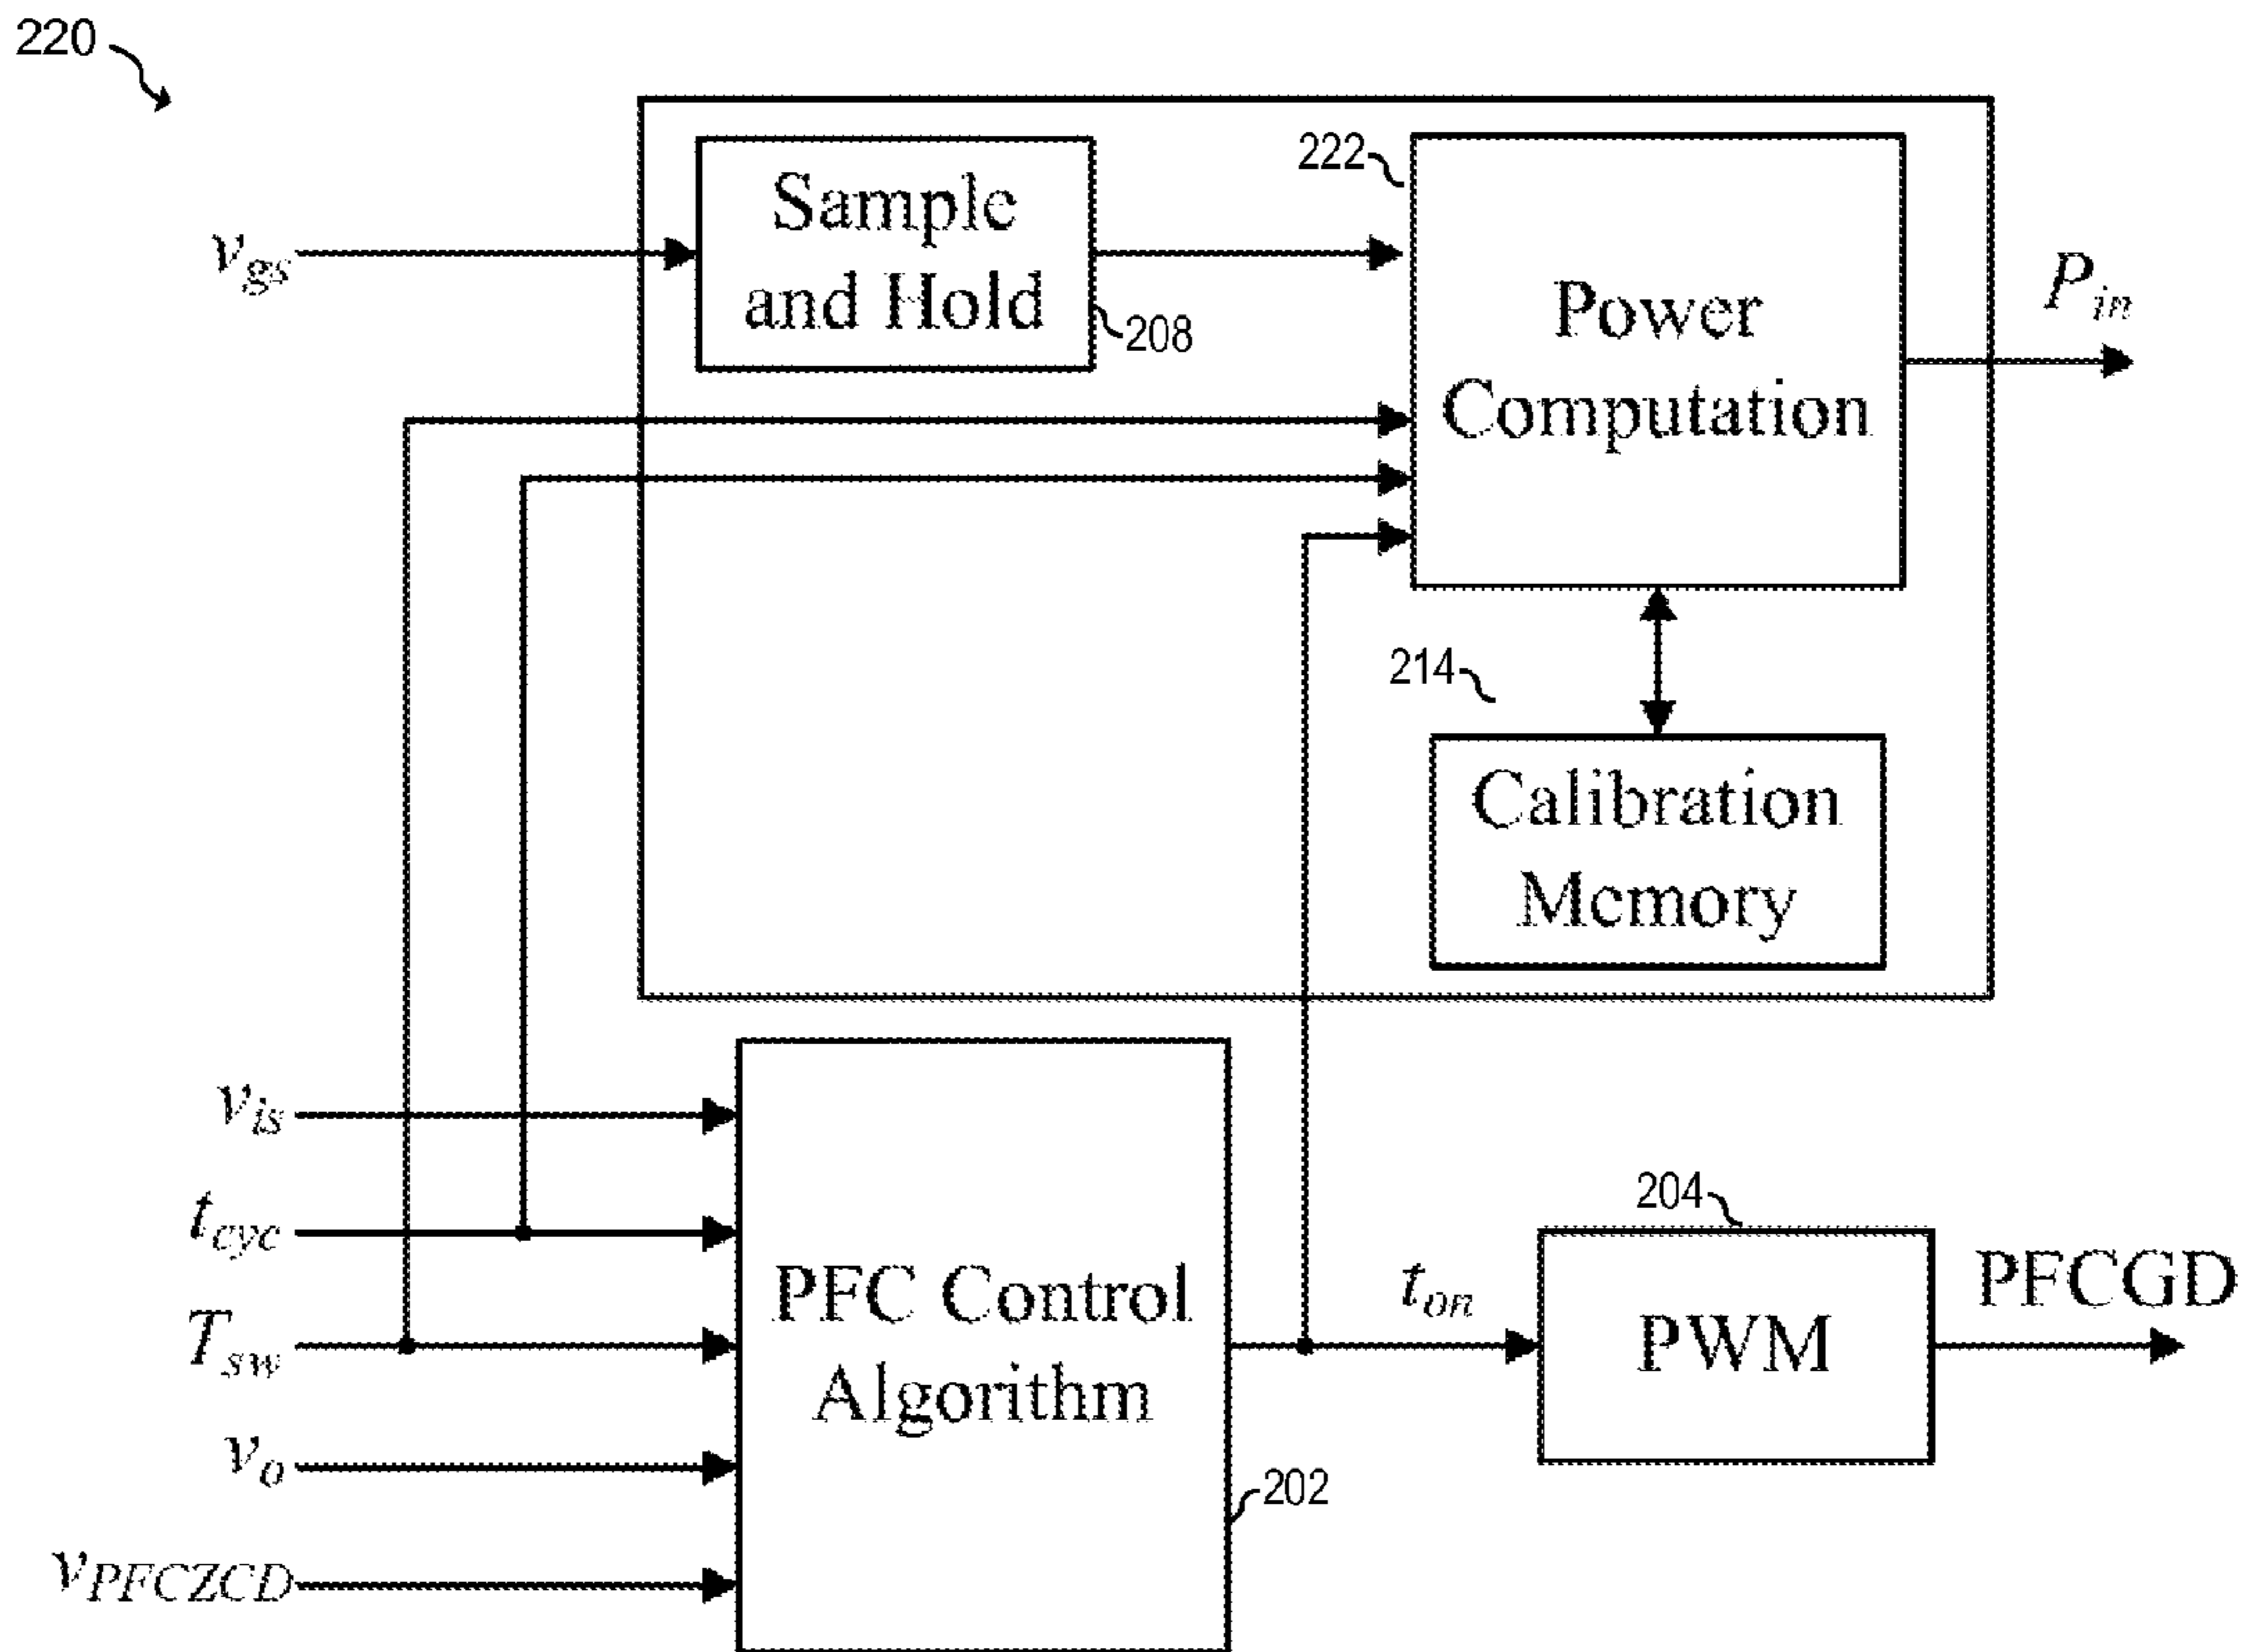 220
Sample
and Hold
208
222
Power
Computation
v_gs
P_in
214
Calibration
Memory
v_is
t_cyc
T_sw
v_o
v_PFCZCD
PFC Control
Algorithm
202
t_on
204
PWM
PFCGD